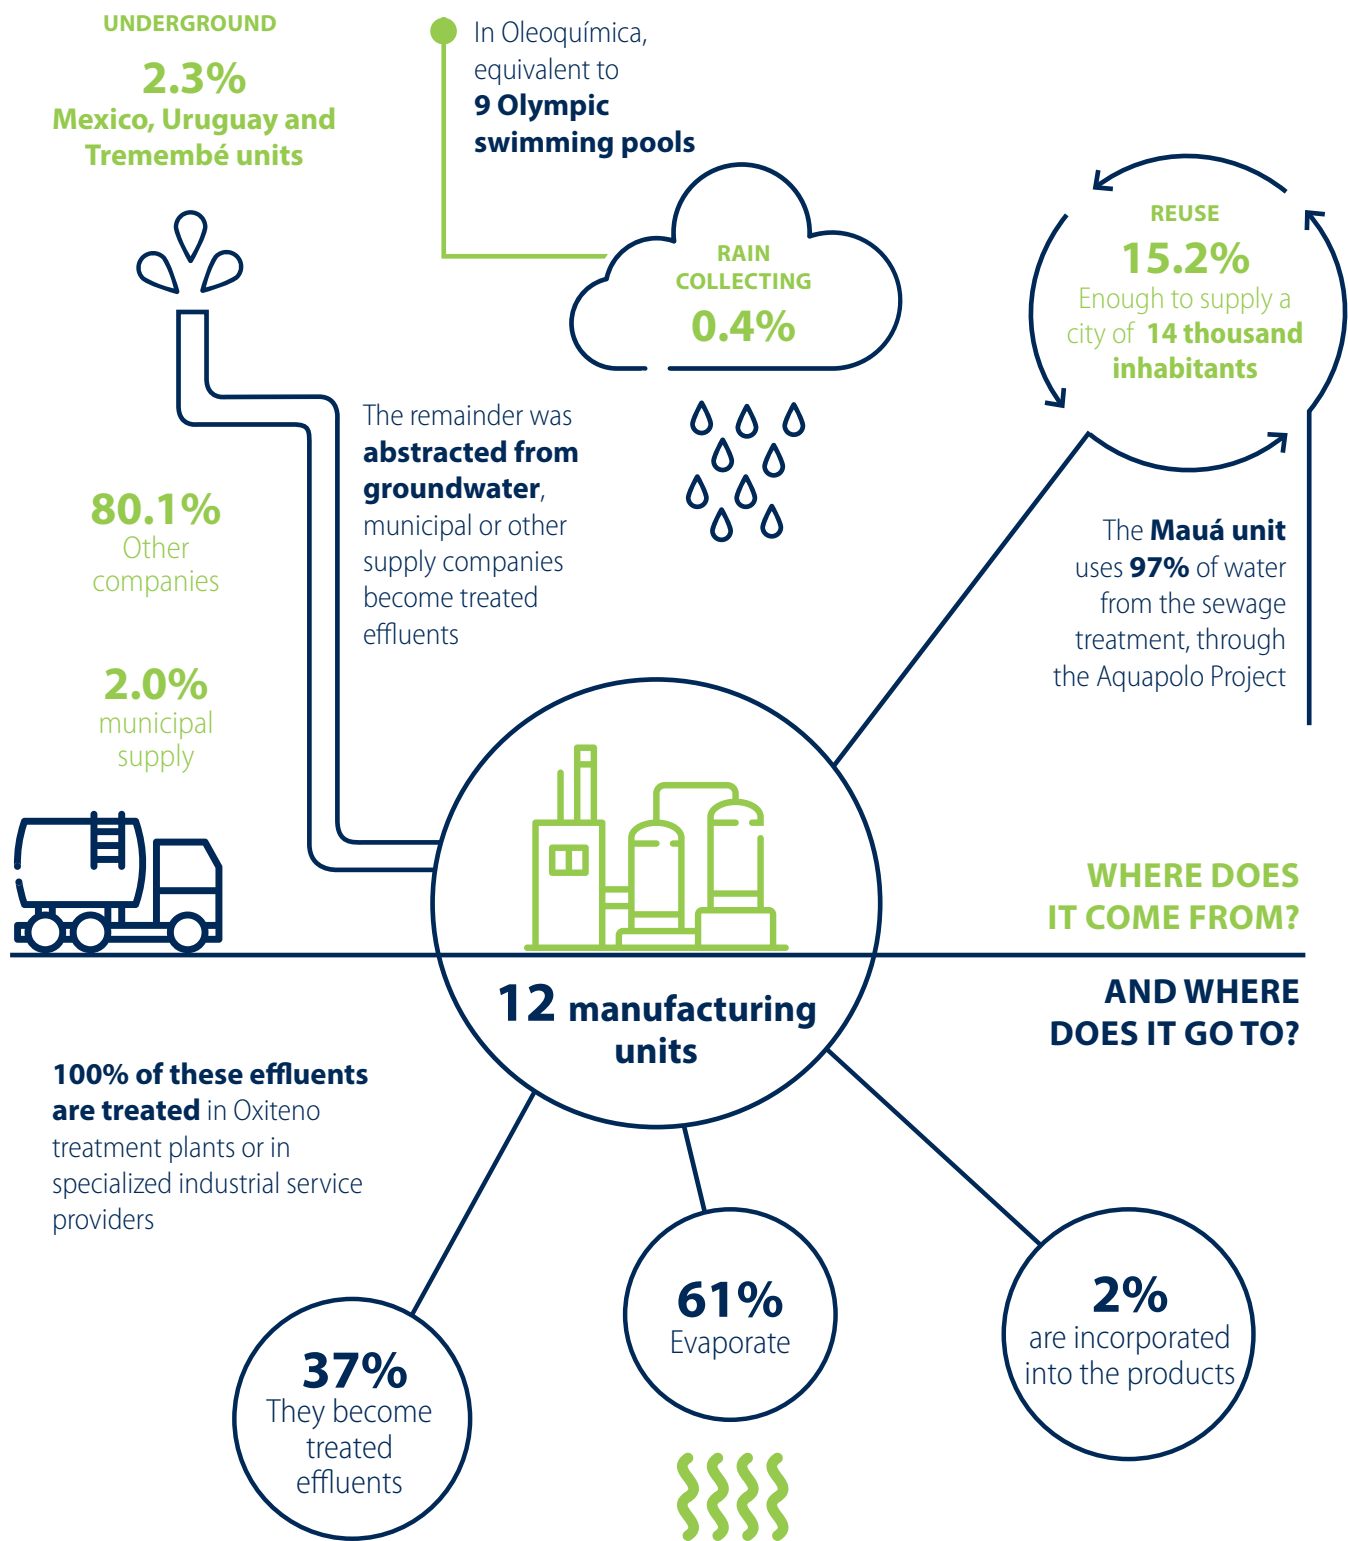 UNDERGROUND
2.3%
Mexico, Uruguay and
Tremembé units
In Oleoquímica,
equivalent to
9 Olympic
swimming pools
RAIN
COLLECTING
0.4%
REUSE
15.2%
Enough to supply a
city of 14 thousand
inhabitants
The remainder was
abstracted from
groundwater,
municipal or other
supply companies
become treated
effluents
80.1%
Other
companies
2.0%
municipal
supply
The Mauá unit
uses 97% of water
from the sewage
treatment, through
the Aquapolo Project
WHERE DOES
IT COME FROM?
12 manufacturing
units
AND WHERE
DOES IT GO TO?
100% of these effluents
are treated in Oxiteno
treatment plants or in
specialized industrial service
providers
37%
They become
treated
effluents
61%
Evaporate
2%
are incorporated
into the products